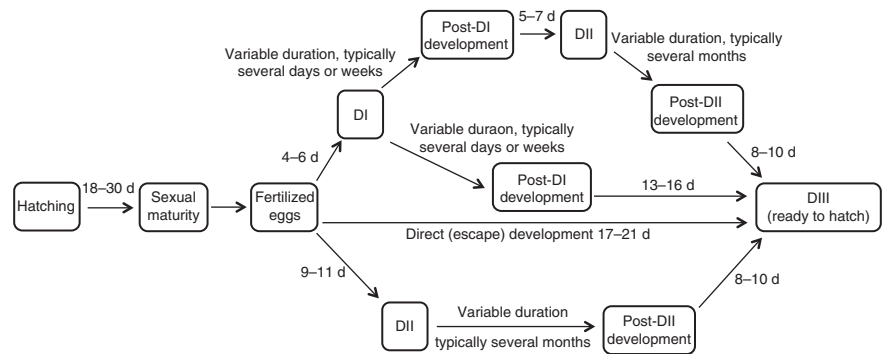 Post-DI
development
5–7 d
DII
Variable duration, typically
several days or weeks
Variable duration, typically
several months
DI
Post-DII
development
4–6 d
Variable duraon, typically
several days or weeks
8–10 d
Hatching
18–30 d
Sexual
maturity
Fertilized
eggs
Post-DI
development
13–16 d
DIII
(ready to hatch)
Direct (escape) development 17–21 d
9–11 d
8–10 d
DII
Variable duration
typically several months
Post-DII
development